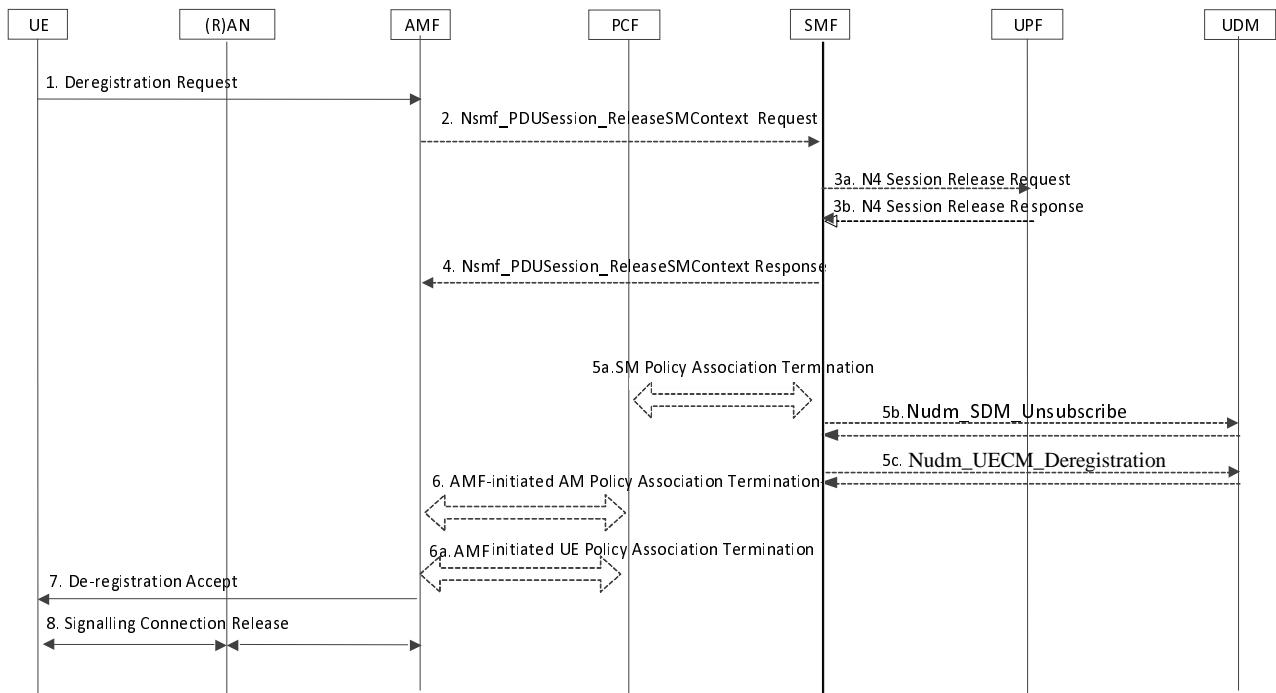 UE
(R)AN
AMF
PCF
SMF
UPF
UDM
1. Deregistration Request
2. Nsmf_PDUSession_ReleaseSMContext Request
3a. N4 Session Release Request
3b. N4 Session Release Response
4. Nsmf_PDUSession_ReleaseSMContext Response
5a.SM Policy Association Termination
5b. Nudm_SDM_Unsubscribe
5c. Nudm_UECM_Deregistration
6. AMF-initiated AM Policy Association Termination
6a. AMF initiated UE Policy Association Termination
7. De-registration Accept
8. Signalling Connection Release